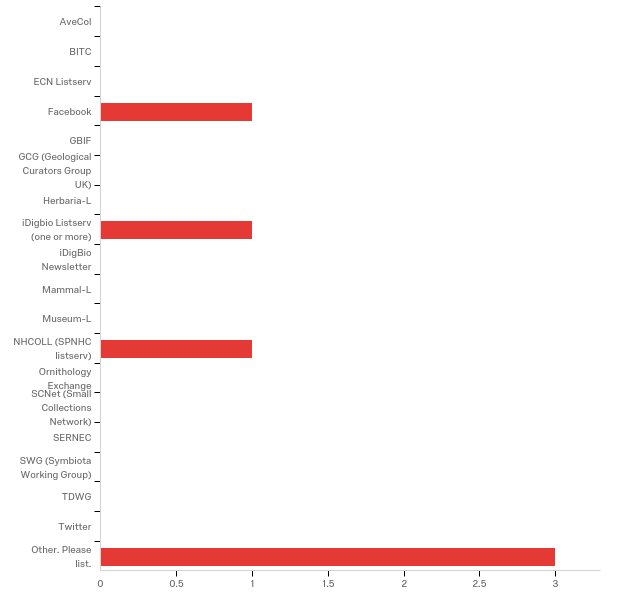 AveCol
BITC
ECN Listserv
Facebook
GBIF
GCG (Geological
Curators Group
UK)
Herbaria-L
iDigbio Listserv
(one or more)
iDigBio
Newsletter
Mammal-L
Museum-L
NHCOLL (SPNHC
listserv)
Ornithology
Exchange
SCNet (Small
Collections
Network)
SERNEC
SWG (Symbiota
Working Group)
TDWG
Twitter
Other. Please
list.
0 0.5 1 1.5 2 2.5 3